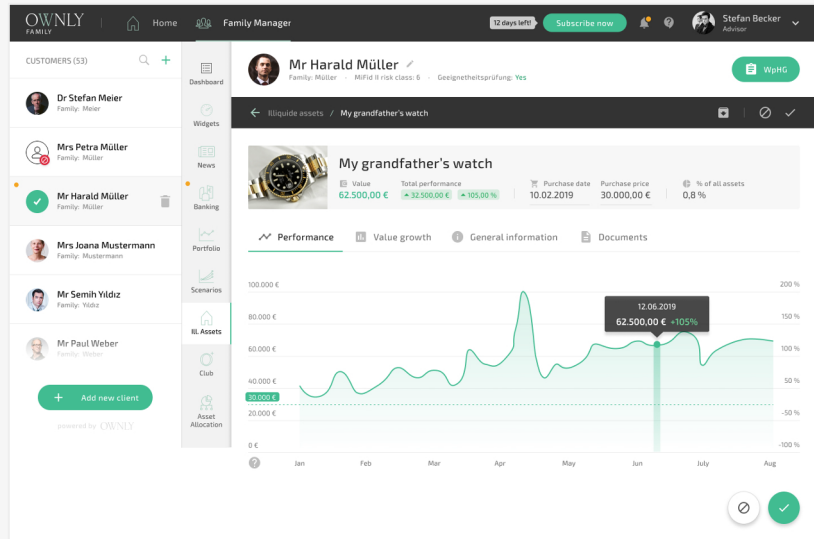 OWNLY
FAMILY
Home
Family Manager
12 days left!
Subscribe now
Stefan Becker
Advisor
CUSTOMERS (53)
Dr Stefan Meier
Family: Meier
Mrs Petra Müller
Family: Müller
Mr Harald Müller
Family: Müller
Mrs Joana Mustermann
Family: Mustermann
Mr Semih Yıldız
Family: Yıldız
Mr Paul Weber
Family: Weber
+ Add new client
powered by OWNLY
Dashboard
Widgets
News
Banking
Portfolio
Scenarios
Ill. Assets
Club
Asset
Allocation
Mr Harald Müller
Family: Müller · MiFid II risk class: 6 · Geeignetheitsprüfung: Yes
WpHG
Illiquide assets / My grandfather's watch
My grandfather's watch
Value
62.500,00 €
Total performance
32.500,00 € 105,00 %
Purchase date
10.02.2019
Purchase price
30.000,00 €
% of all assets
0,8 %
Performance
Value growth
General information
Documents
100.000 €
80.000 €
60.000 €
40.000 €
30.000 €
20.000 €
0 €
12.06.2019
62.500,00 € +105%
200 %
150 %
100 %
50 %
-50 %
-100 %
Jan Feb Mar Apr May Jun July Aug